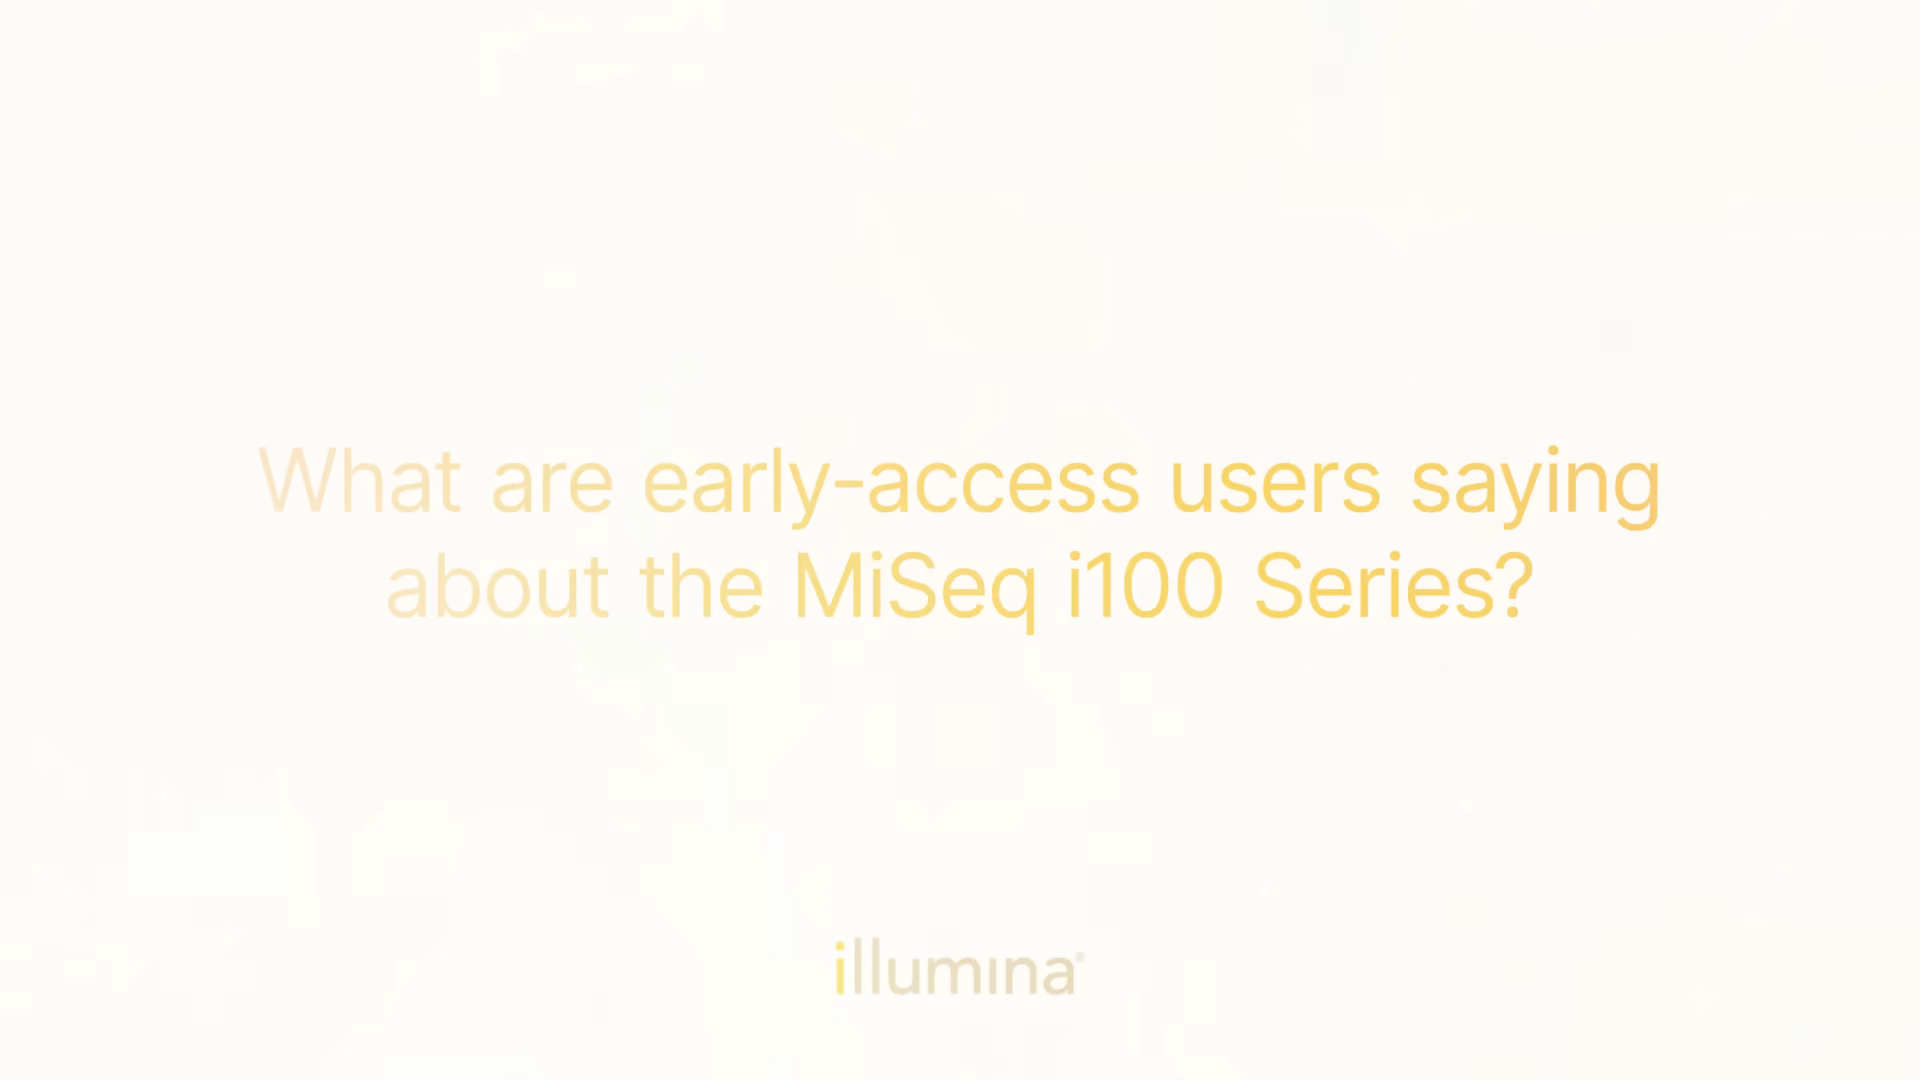 What are early-access users saying
about the MiSeq i100 Series?
illumina®